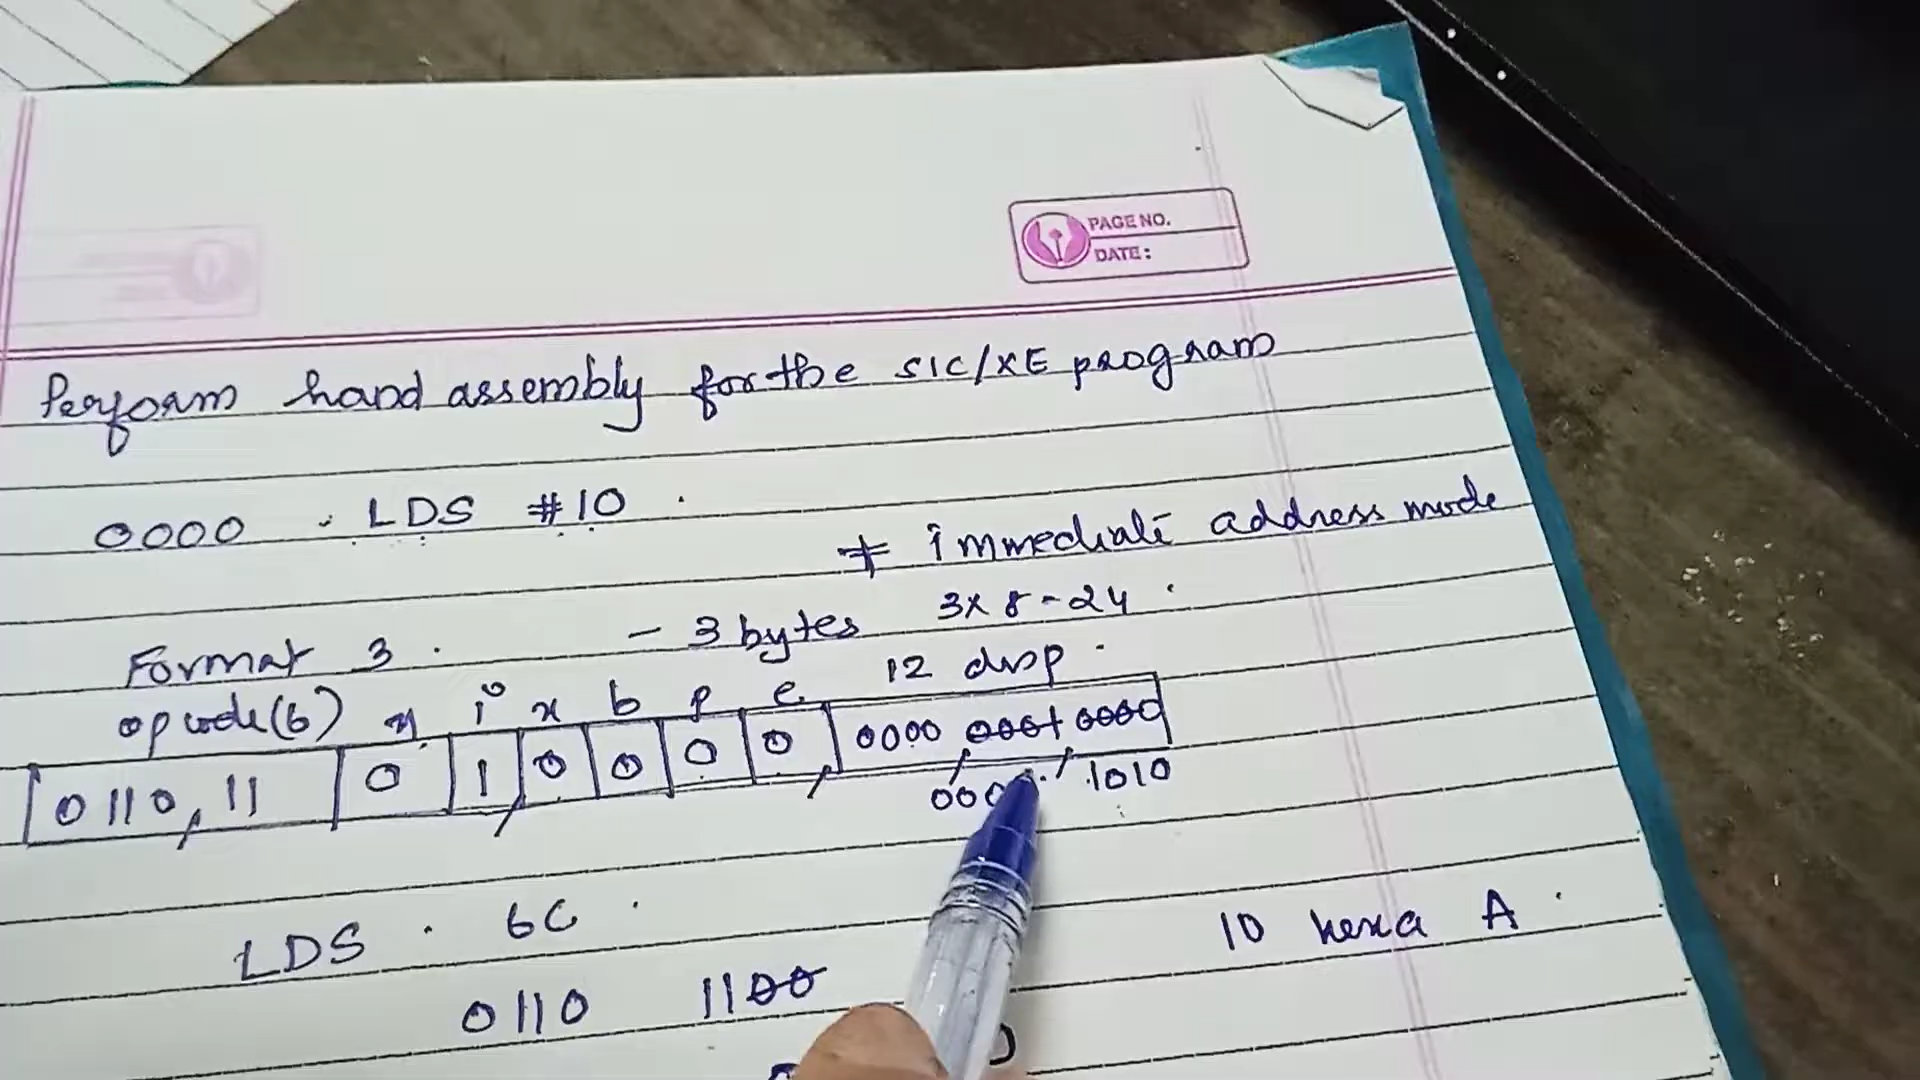 PAGE NO.
DATE:
Perform hand assembly for the SIC/XE program
0000 . LDS #10 .
+ immediate address mode
Format 3 . - 3 bytes 3x8-24 .
opcode(6) n i x b p e 12 disp .
0110,11 0 1 0 0 0 0 0000 0001 0000
000 1010
LDS . 6C .
10 hexa A .
0110 1100